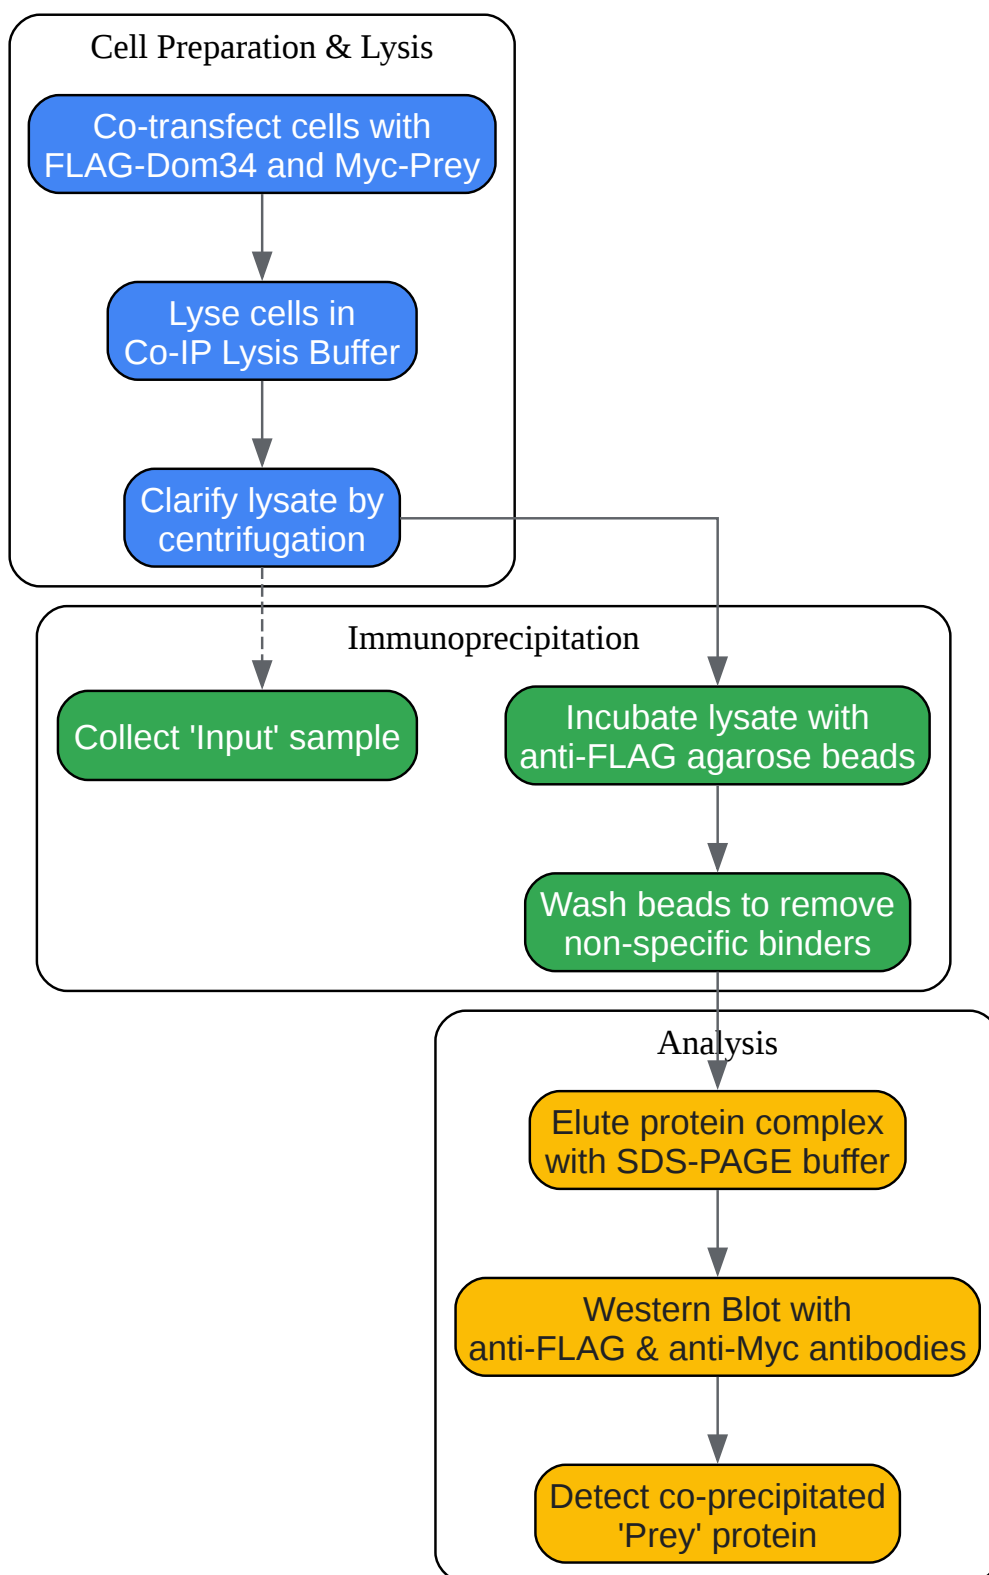 Cell Preparation & Lysis
Co-transfect cells with
FLAG-Dom34 and Myc-Prey
Lyse cells in
Co-IP Lysis Buffer
Clarify lysate by
centrifugation
Immunoprecipitation
Collect 'Input' sample
Incubate lysate with
anti-FLAG agarose beads
Wash beads to remove
non-specific binders
Analysis
Elute protein complex
with SDS-PAGE buffer
Western Blot with
anti-FLAG & anti-Myc antibodies
Detect co-precipitated
'Prey' protein